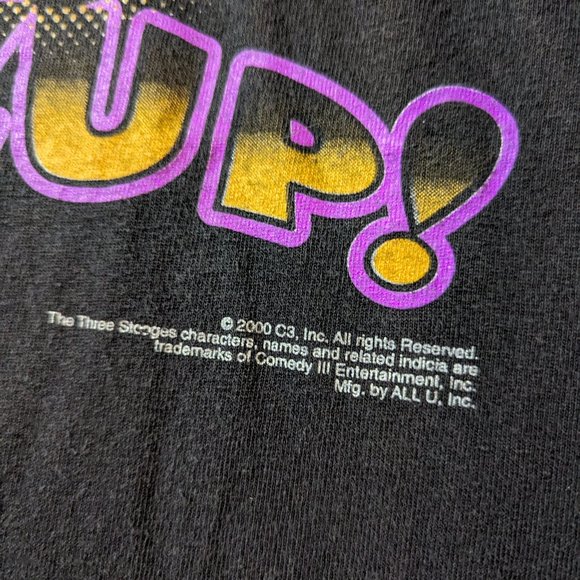 UP!
© 2000 C3, Inc. All rights Reserved.
The Three Stooges characters, names and related indicia are
trademarks of Comedy III Entertainment, Inc.
Mfg. by ALL U, Inc.